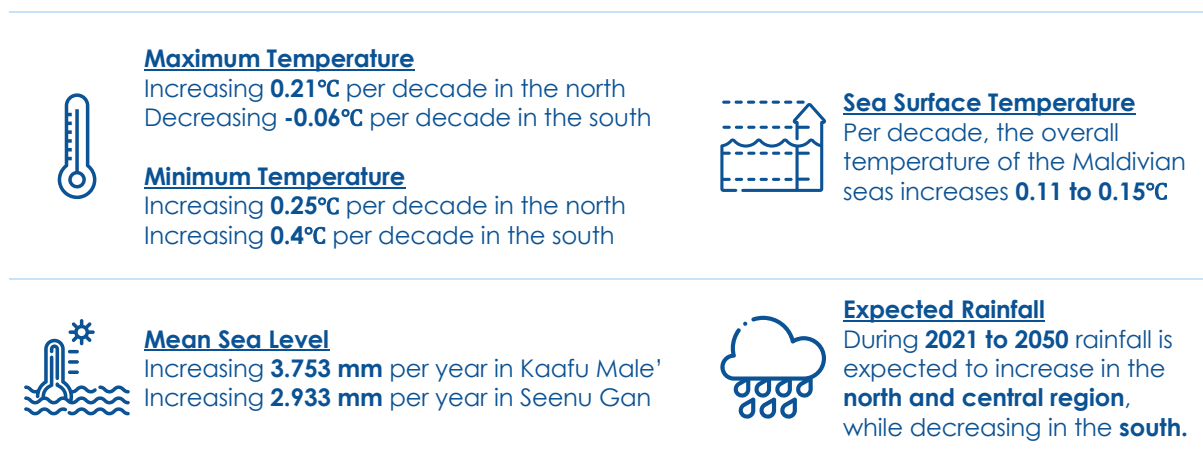 Maximum Temperature
Increasing 0.21℃ per decade in the north
Decreasing -0.06℃ per decade in the south
Minimum Temperature
Increasing 0.25℃ per decade in the north
Increasing 0.4℃ per decade in the south
Sea Surface Temperature
Per decade, the overall
temperature of the Maldivian
seas increases 0.11 to 0.15℃
Mean Sea Level
Increasing 3.753 mm per year in Kaafu Male’
Increasing 2.933 mm per year in Seenu Gan
Expected Rainfall
During 2021 to 2050 rainfall is
expected to increase in the
north and central region,
while decreasing in the south.